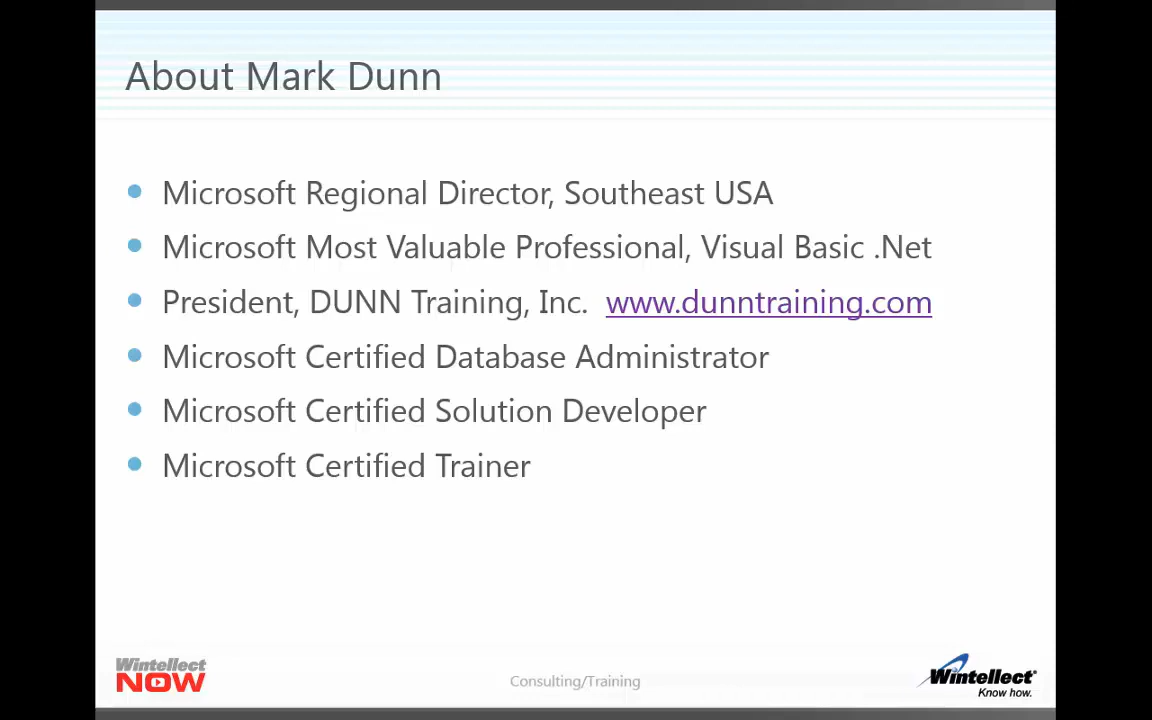 About Mark Dunn
Microsoft Regional Director, Southeast USA
Microsoft Most Valuable Professional, Visual Basic .Net
President, DUNN Training, Inc. www.dunntraining.com
Microsoft Certified Database Administrator
Microsoft Certified Solution Developer
Microsoft Certified Trainer
Wintellect
NOW
Consulting/Training
Wintellect
Know how.